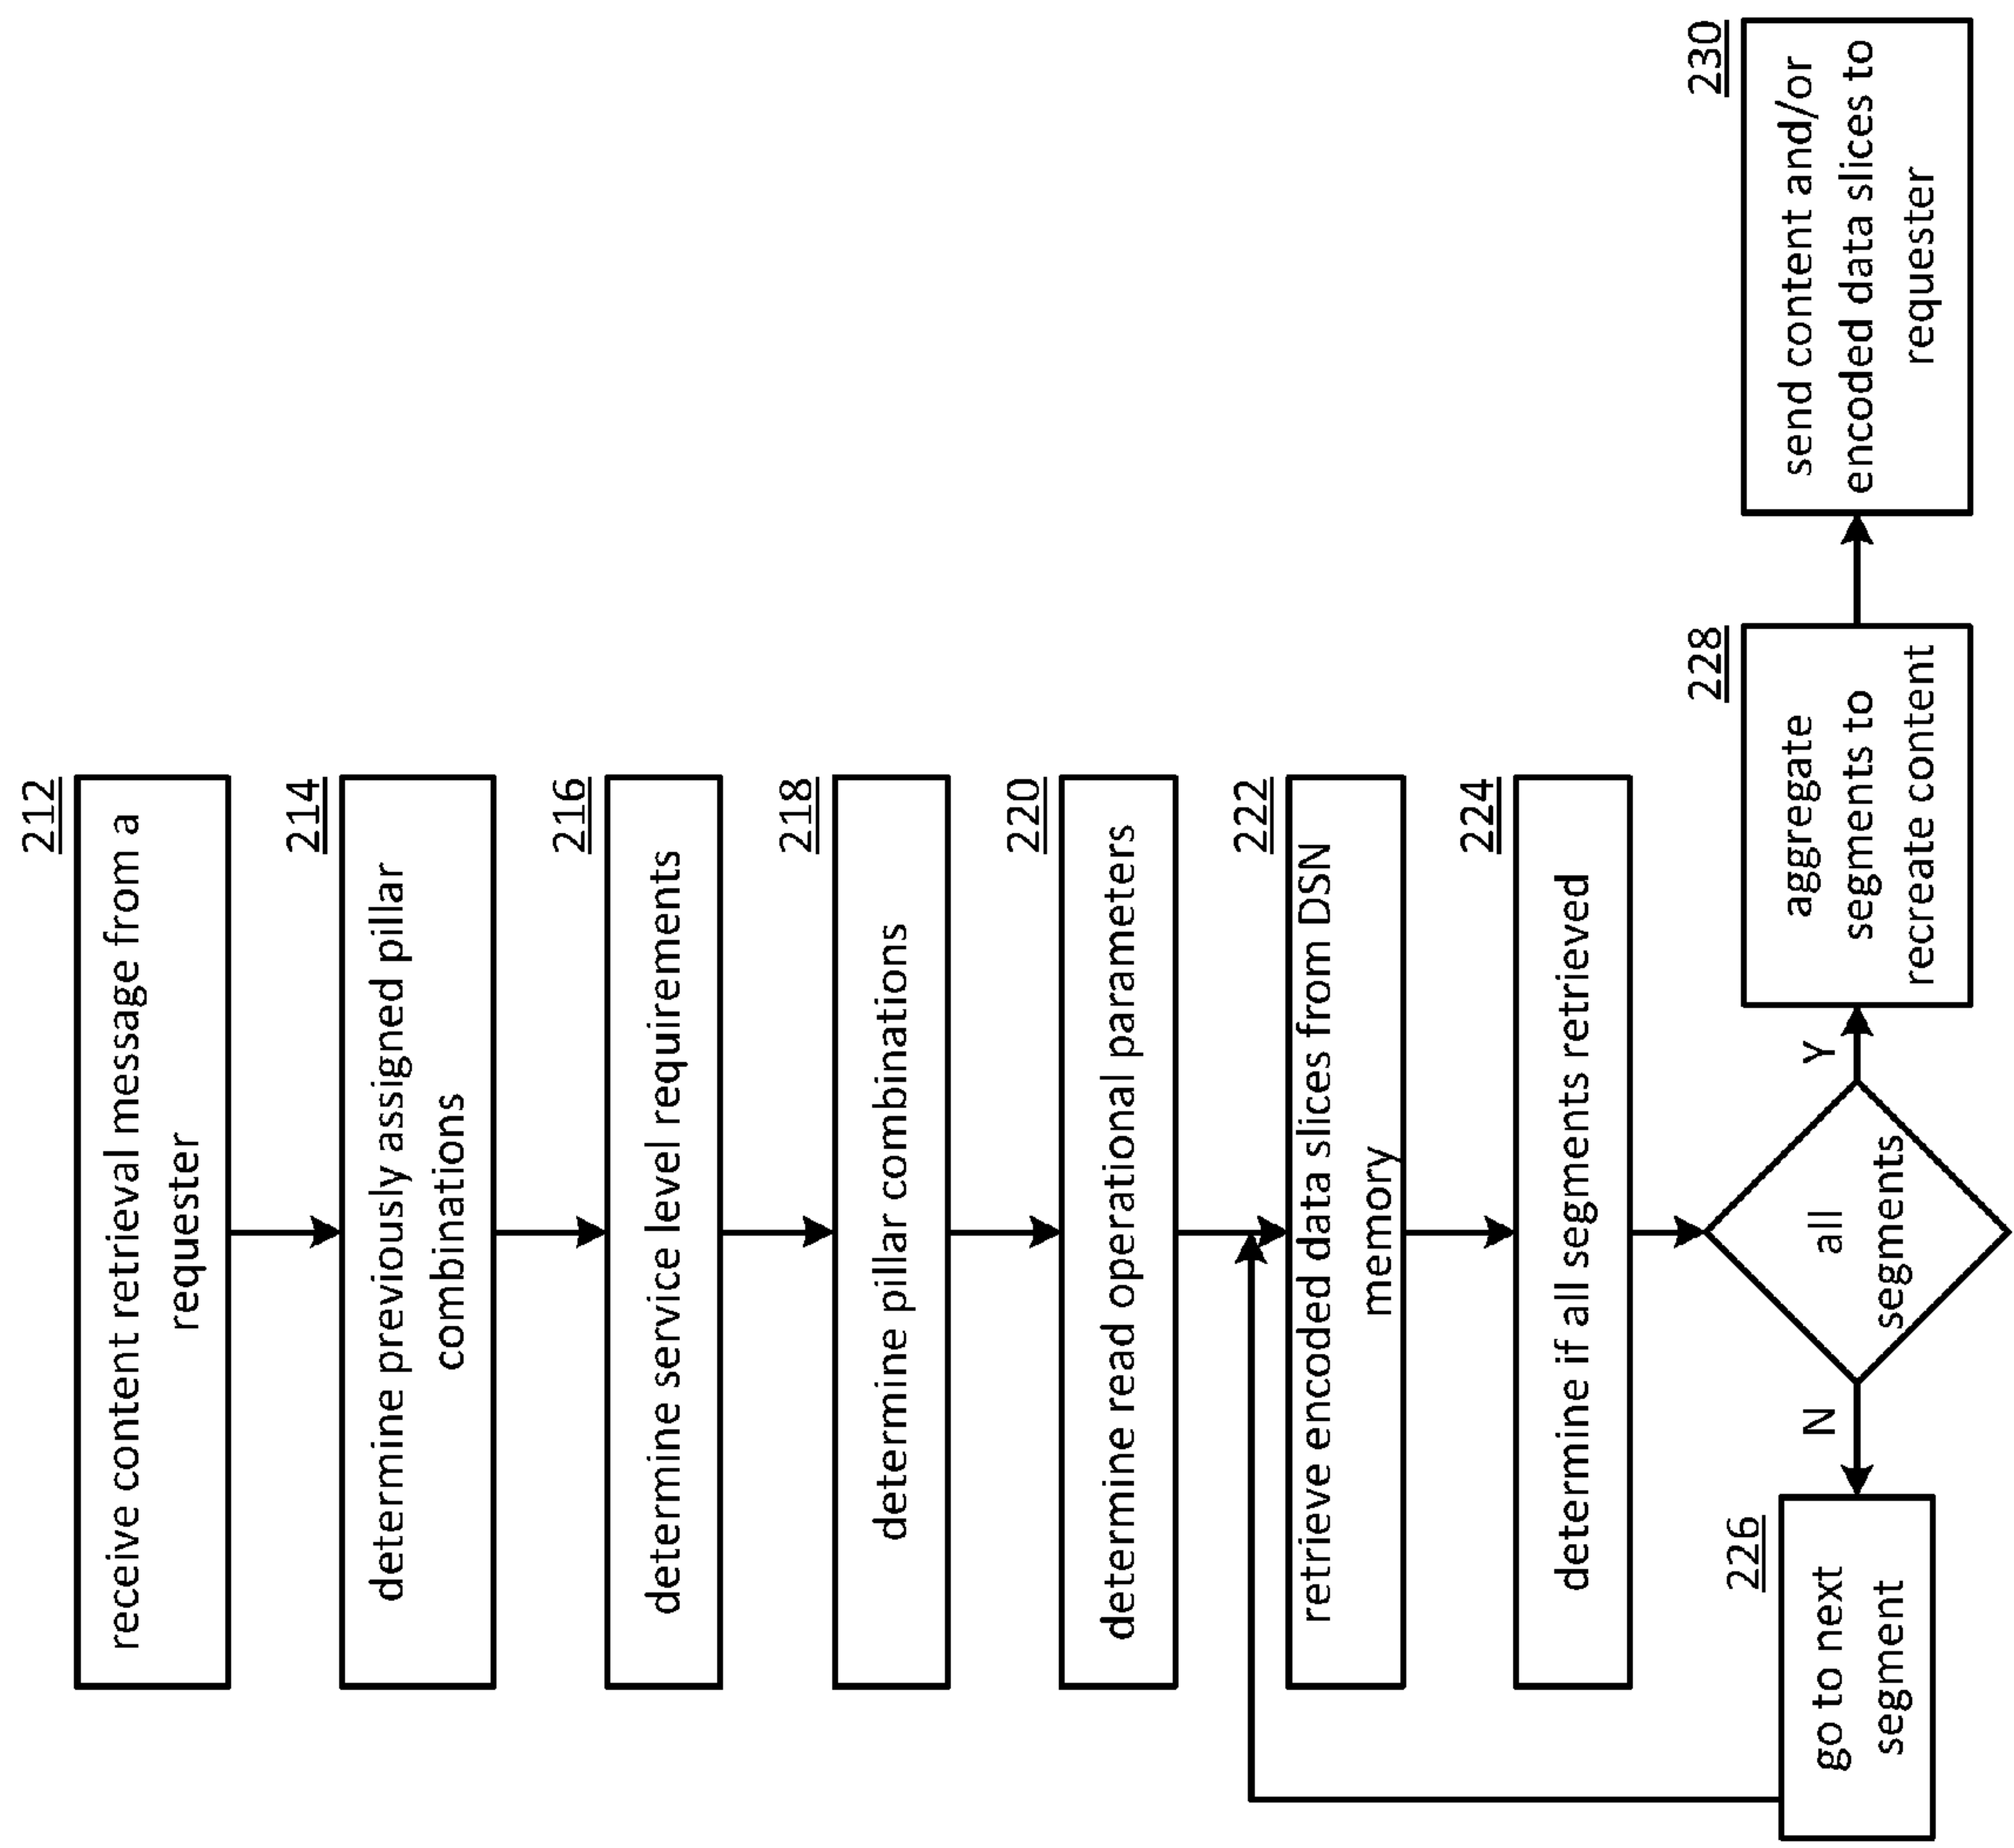 212
receive content retrieval message from a
requester
214
determine previously assigned pillar
combinations
216
determine service level requirements
218
determine pillar combinations
220
determine read operational parameters
222
retrieve encoded data slices from DSN
memory
224
determine if all segments retrieved
all
segments
N
Y
226
go to next
segment
228
aggregate
segments to
recreate content
230
send content and/or
encoded data slices to
requester